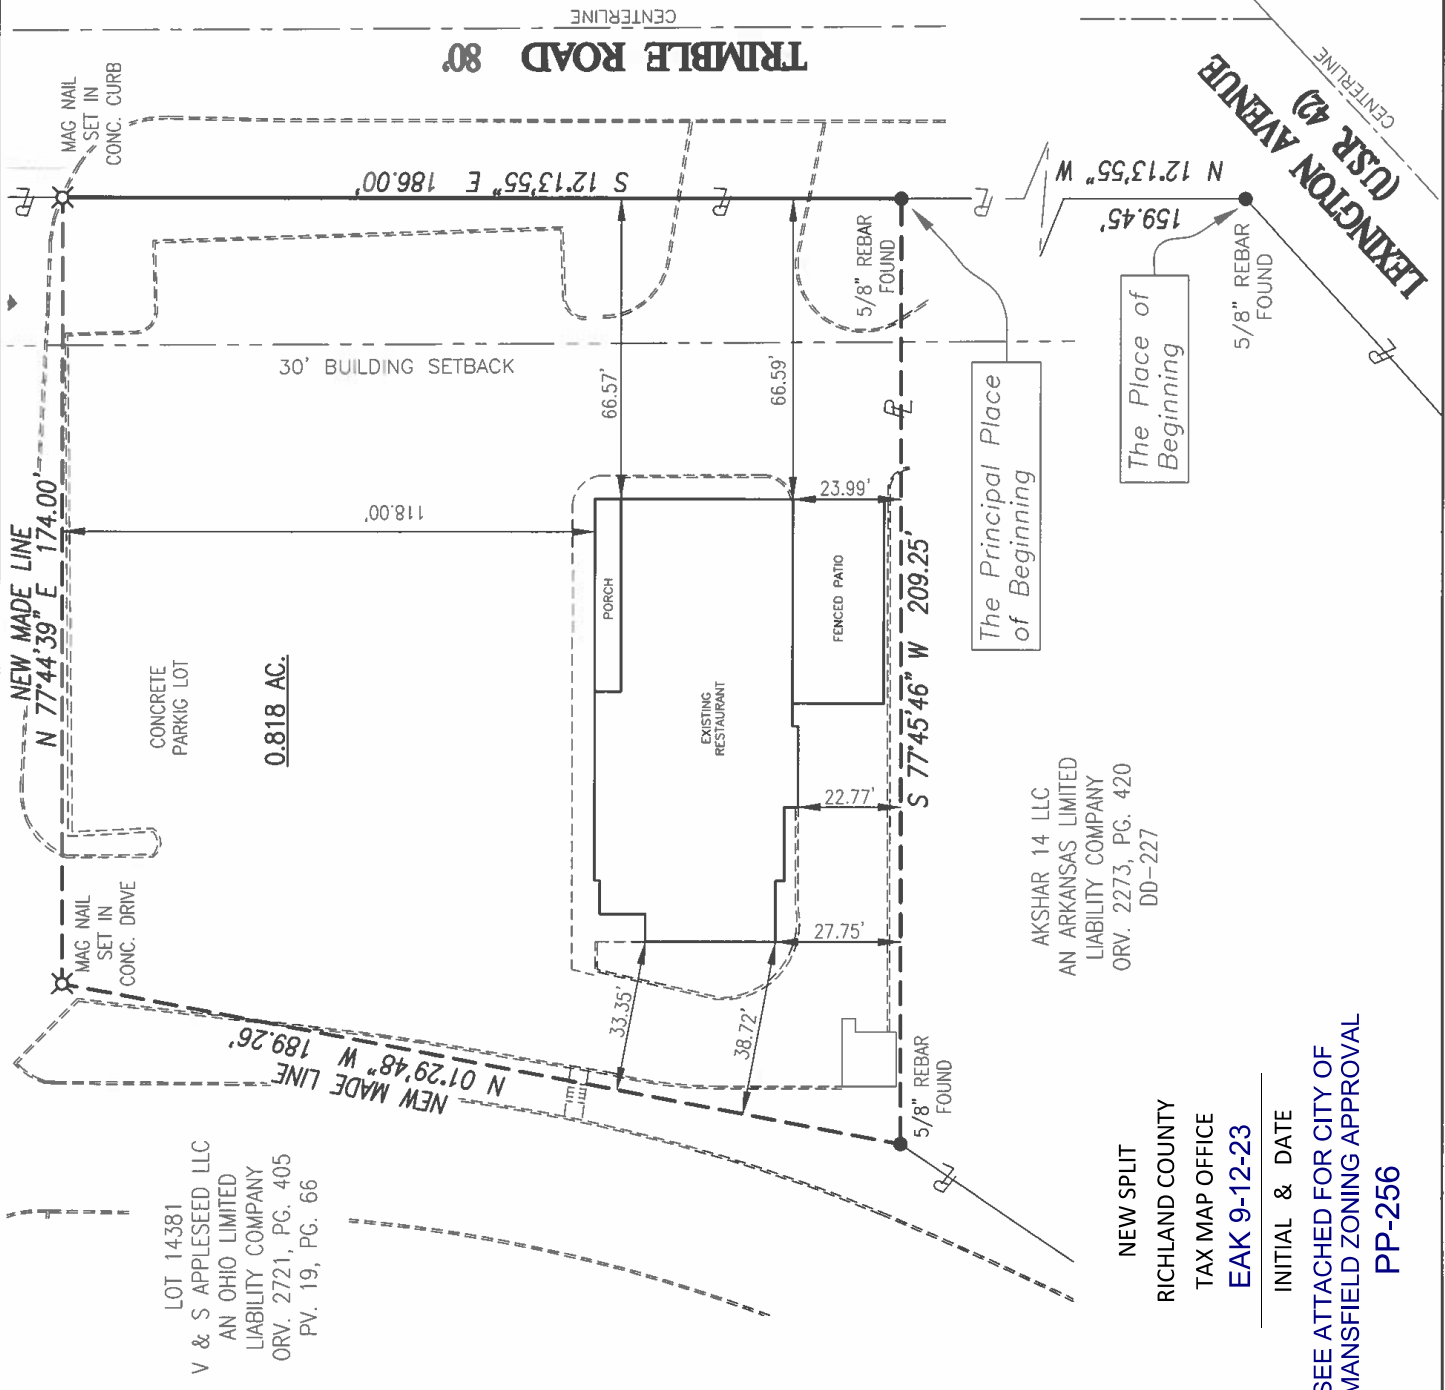 CENTERLINE
TRIMBLE ROAD 80'
MAG NAIL
SET IN
CONC. CURB
S 12°13'55" E 186.00'
PL
PL
PL
N 12°13'55" W
159.45'
CENTERLINE
LEXINGTON AVENUE
(U.S.R. 42)
5/8" REBAR
FOUND
5/8" REBAR
FOUND
The Place of
Beginning
The Principal Place
of Beginning
PL
PL
30' BUILDING SETBACK
66.57'
66.59'
NEW MADE LINE
N 77°44'39" E 174.00'
118.00'
23.99'
PORCH
FENCED PATIO
EXISTING
RESTAURANT
CONCRETE
PARKIG LOT
0.818 AC.
S 77°45'46" W 209.25'
22.77'
27.75'
33.35'
38.72'
MAG NAIL
SET IN
CONC. DRIVE
N 01°29'48" W 189.26'
NEW MADE LINE
5/8" REBAR
FOUND
PL
AKSHAR 14 LLC
AN ARKANSAS LIMITED
LIABILITY COMPANY
ORV. 2273, PG. 420
DD-227
LOT 14381
V & S APPLESEED LLC
AN OHIO LIMITED
LIABILITY COMPANY
ORV. 2721, PG. 405
PV. 19, PG. 66
NEW SPLIT
RICHLAND COUNTY
TAX MAP OFFICE
EAK 9-12-23
INITIAL & DATE
SEE ATTACHED FOR CITY OF
MANSFIELD ZONING APPROVAL
PP-256